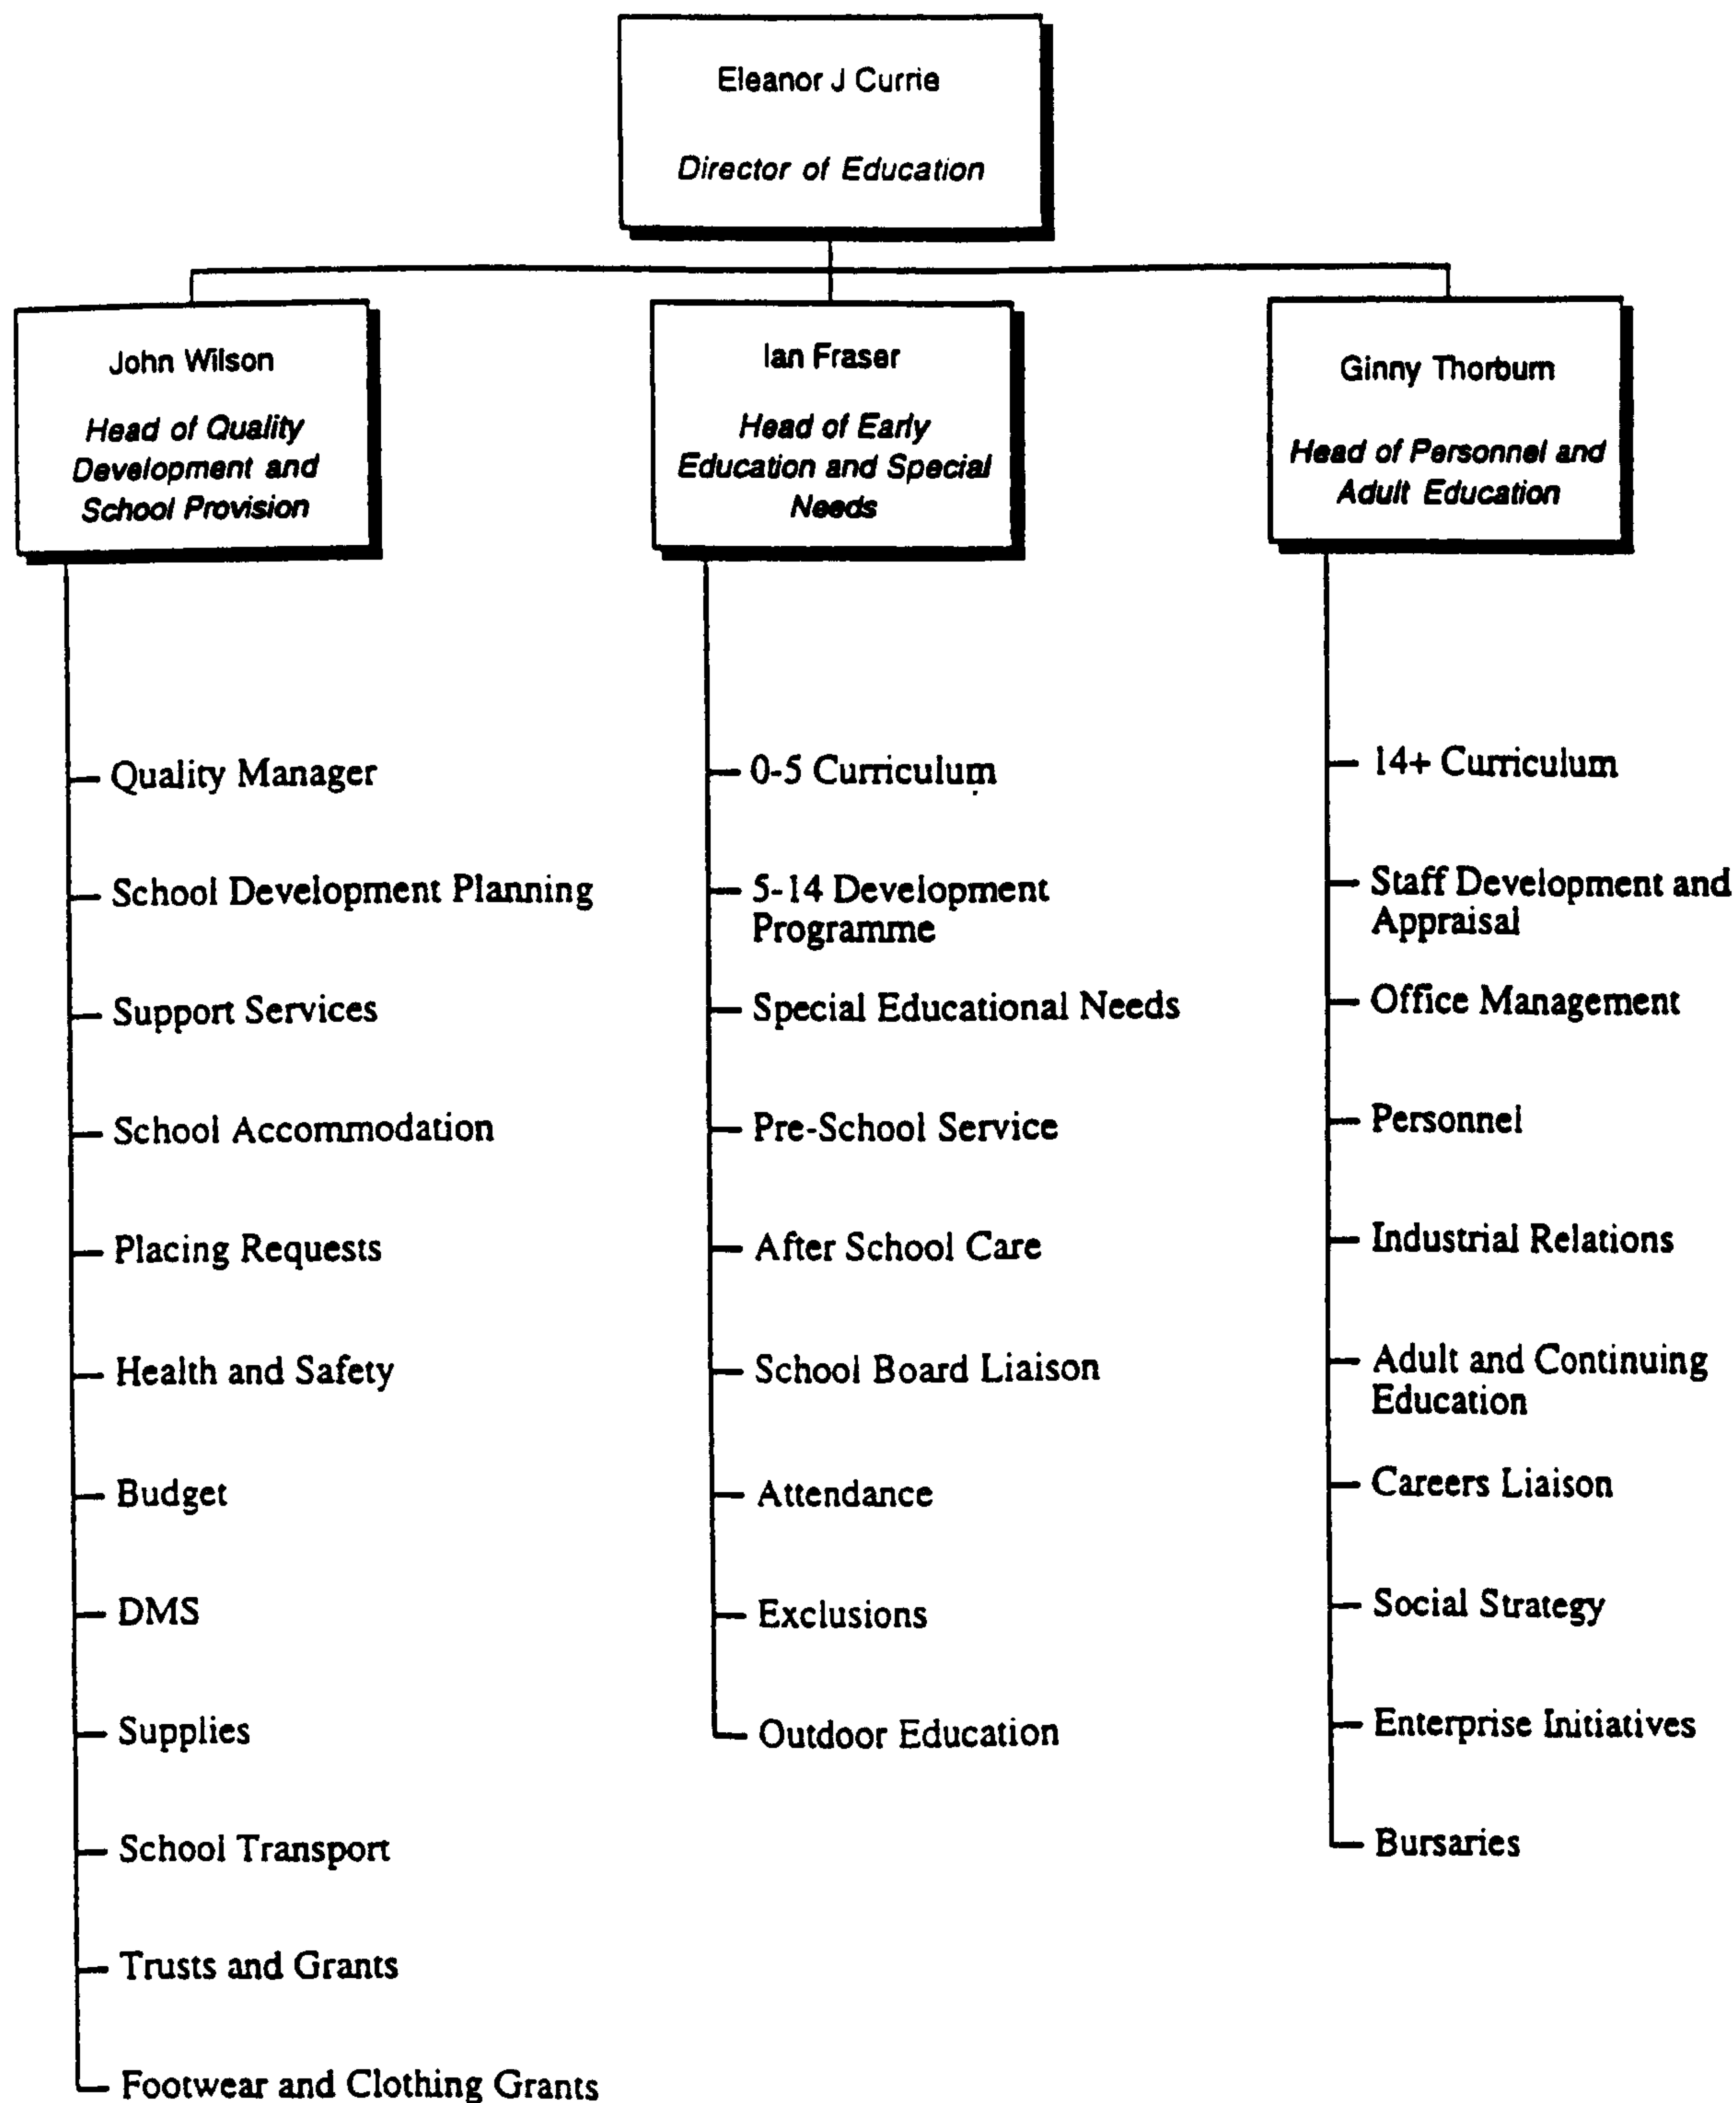 Eleanor J Currie
Director of Education
John Wilson
Head of Quality
Development and
School Provision
Ian Fraser
Head of Early
Education and Special
Needs
Ginny Thorburn
Head of Personnel and
Adult Education
Quality Manager
School Development Planning
Support Services
School Accommodation
Placing Requests
Health and Safety
Budget
DMS
Supplies
School Transport
Trusts and Grants
Footwear and Clothing Grants
0-5 Curriculum
5-14 Development
Programme
Special Educational Needs
Pre-School Service
After School Care
School Board Liaison
Attendance
Exclusions
Outdoor Education
14+ Curriculum
Staff Development and
Appraisal
Office Management
Personnel
Industrial Relations
Adult and Continuing
Education
Careers Liaison
Social Strategy
Enterprise Initiatives
Bursaries